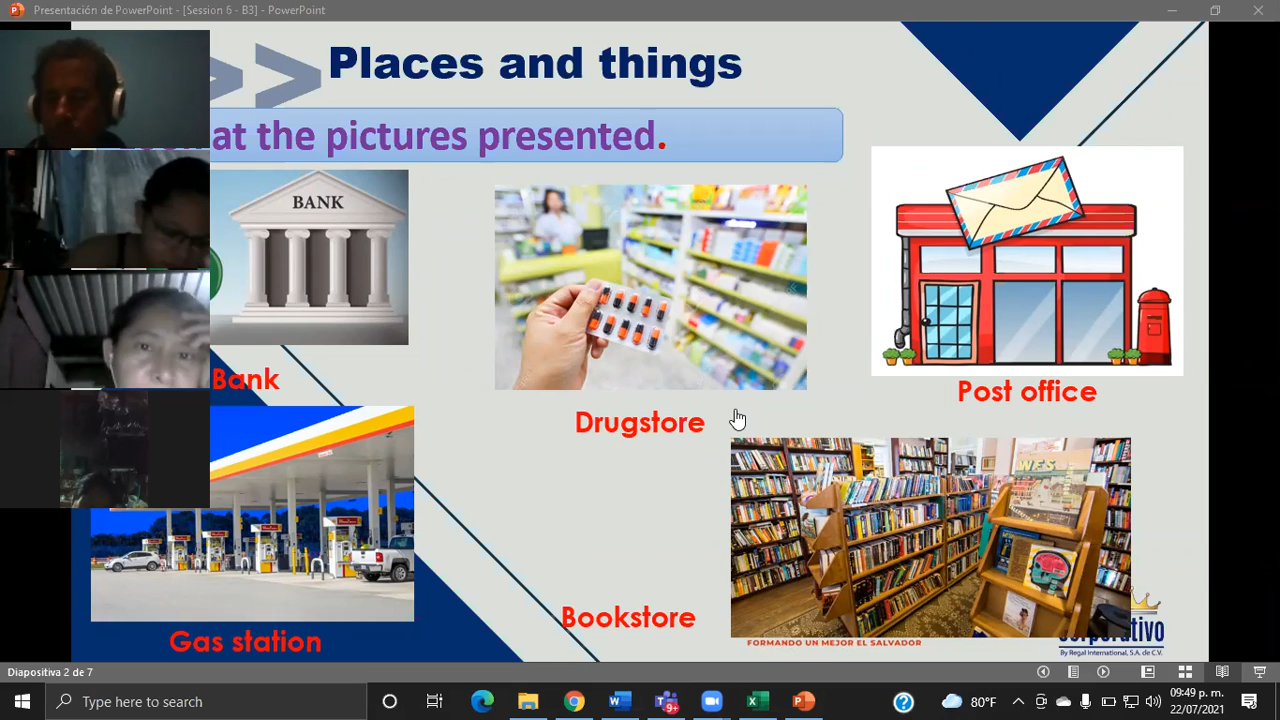 Presentación de PowerPoint - [Session 6 - B3] - PowerPoint
Places and things
at the pictures presented.
BANK
Bank
Drugstore
Post office
Gas station
Bookstore
FORMANDO UN MEJOR EL SALVADOR
By Regal International, S.A. de C.V.
Diapositiva 2 de 7
Type here to search
9+
80°F
09:49 p. m.
22/07/2021